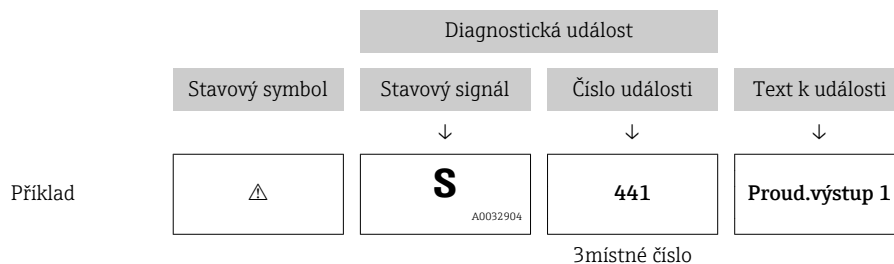 Diagnostická událost
Stavový symbol Stavový signál Číslo události Text k události
↓ ↓ ↓
Příklad ⚠ S 441 Proud.výstup 1
A0032904
3místné číslo